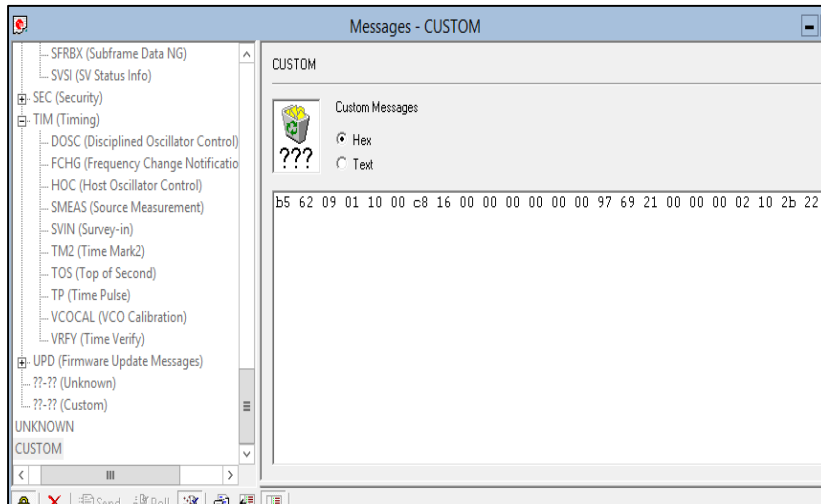 Messages - CUSTOM
SFRBX (Subframe Data NG)
SVSI (SV Status Info)
SEC (Security)
TIM (Timing)
DOSC (Disciplined Oscillator Control)
FCHG (Frequency Change Notificatio
HOC (Host Oscillator Control)
SMEAS (Source Measurement)
SVIN (Survey-in)
TM2 (Time Mark2)
TOS (Top of Second)
TP (Time Pulse)
VCOCAL (VCO Calibration)
VRFY (Time Verify)
UPD (Firmware Update Messages)
??-?? (Unknown)
??-?? (Custom)
UNKNOWN
CUSTOM
CUSTOM
Custom Messages
???
Hex
Text
b5 62 09 01 10 00 c8 16 00 00 00 00 00 00 97 69 21 00 00 00 02 10 2b 22
Send
Poll